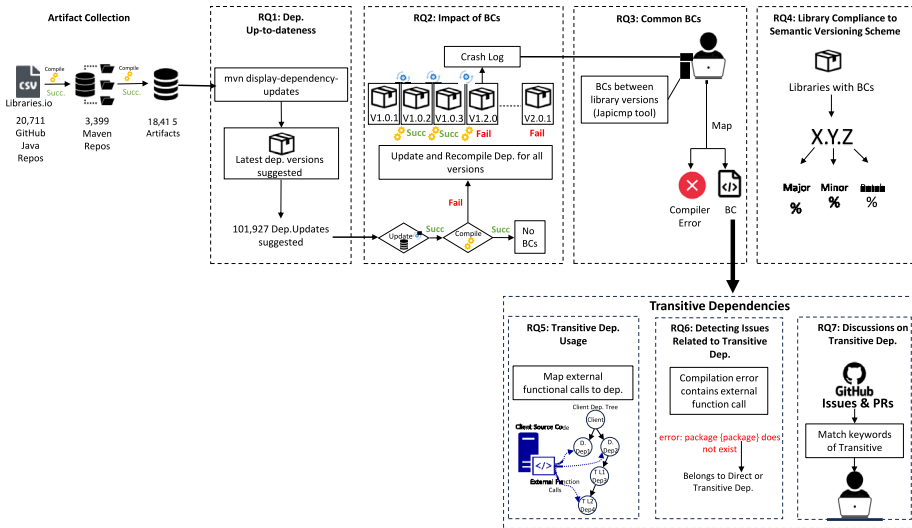 Artifact Collection
Compile
Compile
CSV
Succ.
Succ.
Libraries.io
20,711
GitHub
Java
Repos
3,399
Maven
Repos
18,41 5
Artifacts
RQ1: Dep.
Up-to-dateness
mvn display-dependency-
updates
Latest dep. versions
suggested
101,927 Dep.Updates
suggested
RQ2: Impact of BCs
Crash Log
V1.0.1
V1.0.2
V1.0.3
V1.2.0
V2.0.1
Succ
Succ
Fail
Fail
Update and Recompile Dep. for all
versions
Fail
Update
Succ
Compile
Succ
No
BCs
RQ3: Common BCs
BCs between
library versions
(Japicmp tool)
Map
Compiler
Error
BC
RQ4: Library Compliance to
Semantic Versioning Scheme
Libraries with BCs
X.Y.Z
Major
Minor
%
%
%
Transitive Dependencies
RQ5: Transitive Dep.
Usage
Map external
functional calls to dep.
Client Dep. Tree
Client
Client Source Code
D.
Dep1
D.
Dep2
T L1
Dep3
External Function
Calls
T L2
Dep4
RQ6: Detecting Issues
Related to Transitive
Dep.
Compilation error
contains external
function call
error: package {package} does
not exist
Belongs to Direct or
Transitive Dep.
RQ7: Discussions on
Transitive Dep.
GitHub
Issues & PRs
Match keywords
of Transitive